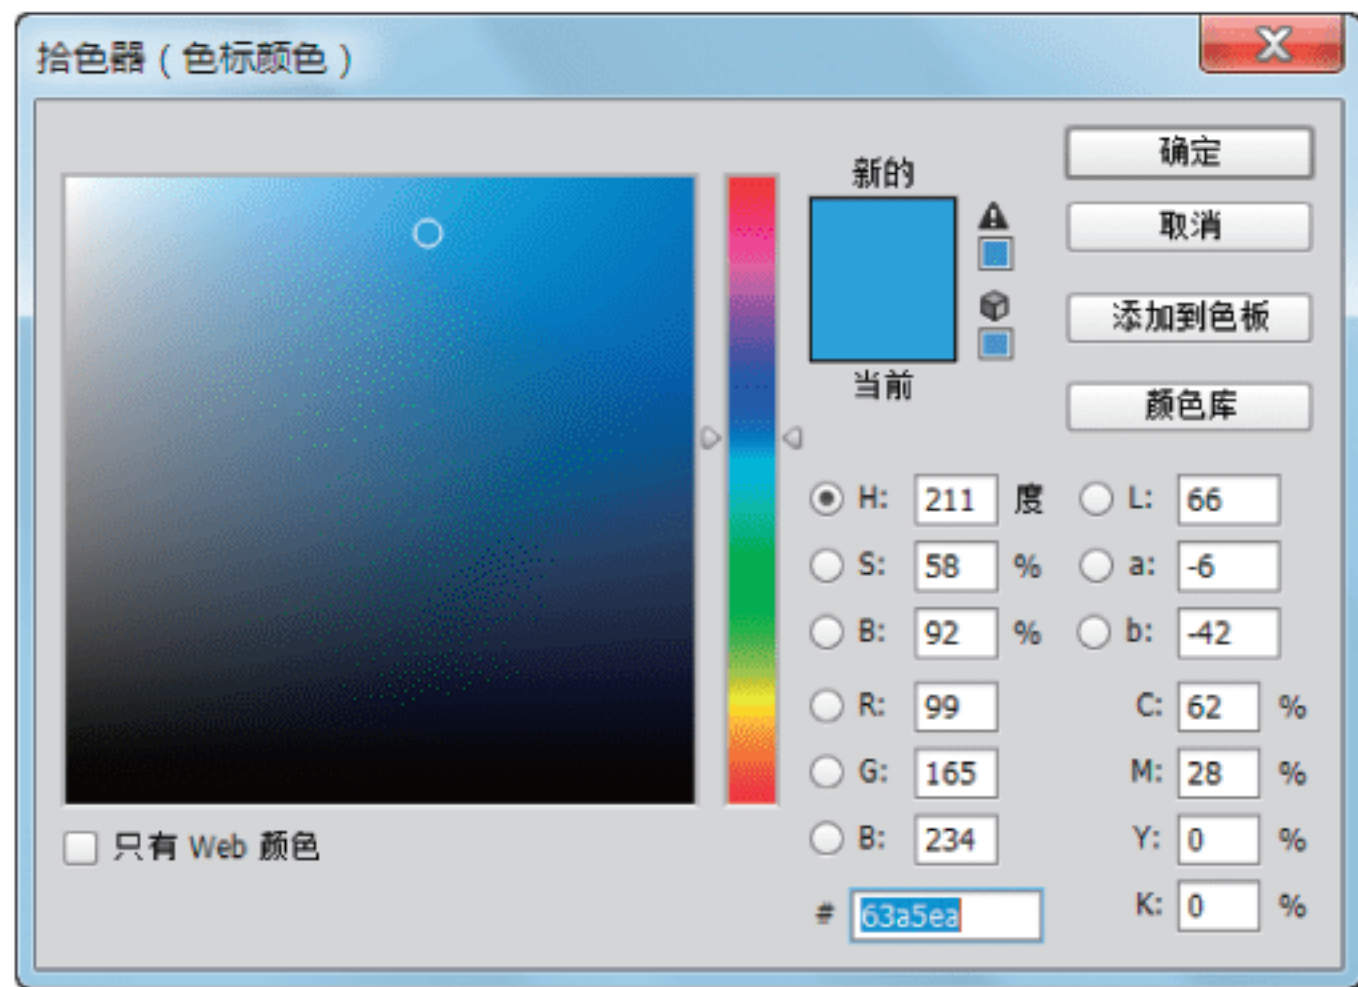 拾色器（色标颜色）
新的
当前
确定
取消
添加到色板
颜色库
H: 211 度
S: 58 %
B: 92 %
R: 99
G: 165
B: 234
# 63a5ea
L: 66
a: -6
b: -42
C: 62 %
M: 28 %
Y: 0 %
K: 0 %
只有 Web 颜色